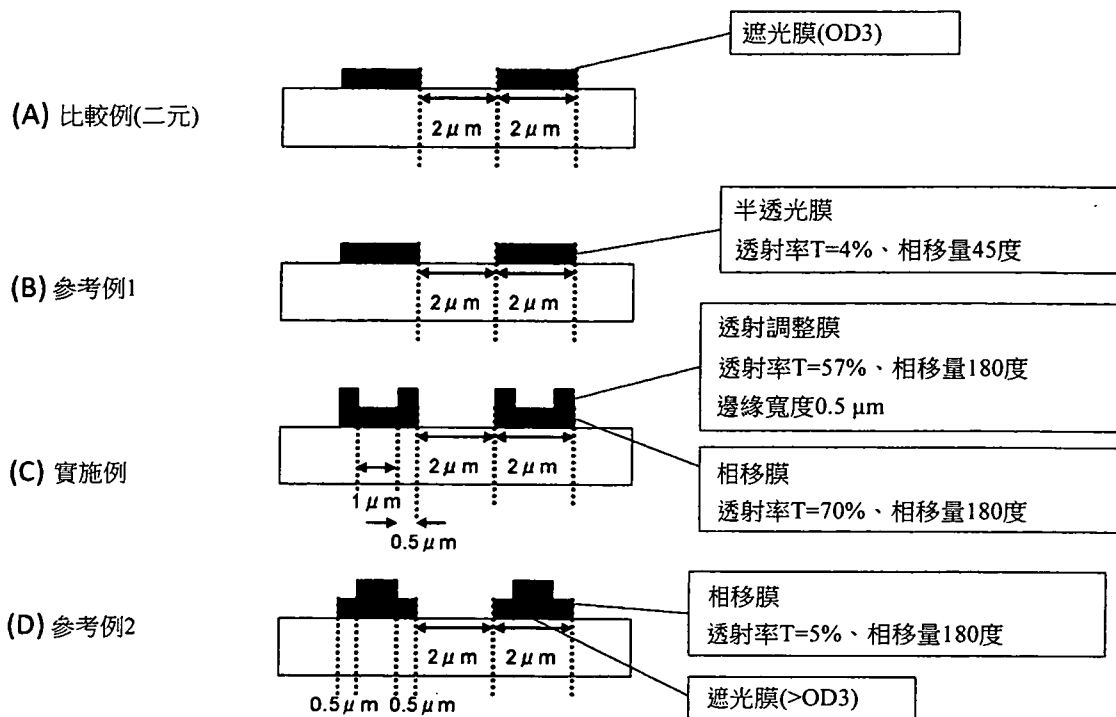 遮光膜(OD3)
(A) 比較例(二元)
2μm
2μm
半透光膜
透射率T=4%、相移量45度
(B) 參考例1
2μm
2μm
透射調整膜
透射率T=57%、相移量180度
邊緣寬度0.5 μm
(C) 實施例
2μm
2μm
1μm
0.5μm
相移膜
透射率T=70%、相移量180度
(D) 參考例2
2μm
2μm
0.5μm
0.5μm
相移膜
透射率T=5%、相移量180度
遮光膜(>OD3)